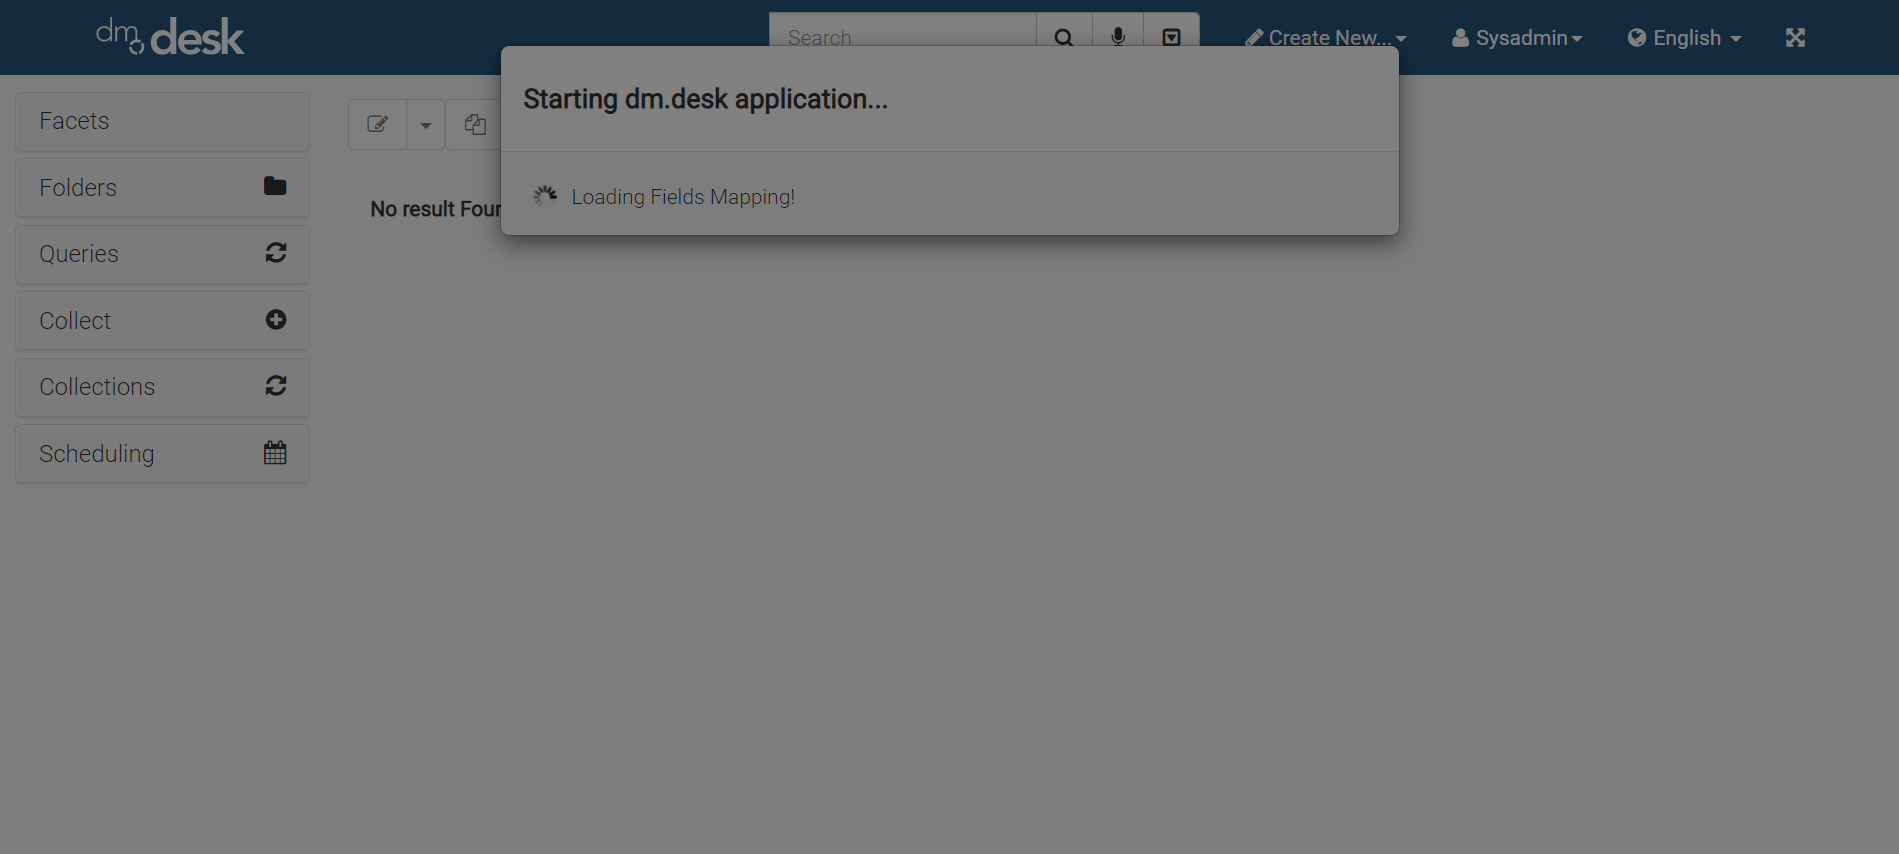 dm desk
Search
Create New...
Sysadmin
English
Starting dm.desk application...
Loading Fields Mapping!
Facets
Folders
Queries
Collect
Collections
Scheduling
No result